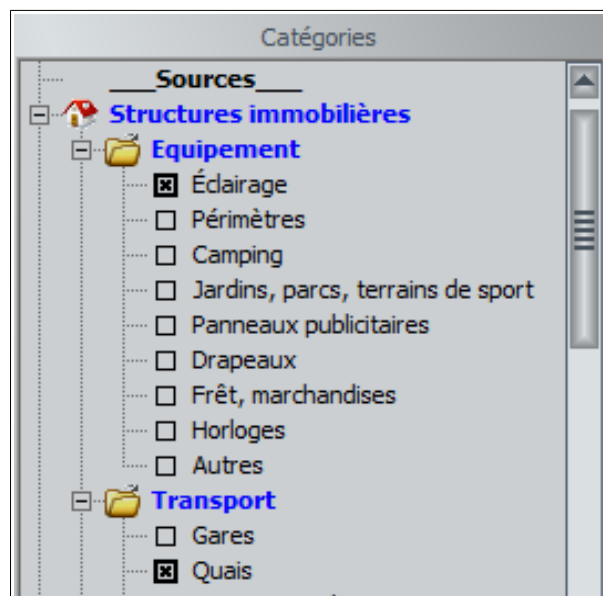 Catégories
___Sources___
Structures immobilières
Equipement
Éclairage
Périmètres
Camping
Jardins, parcs, terrains de sport
Panneaux publicitaires
Drapeaux
Frêt, marchandises
Horloges
Autres
Transport
Gares
Quais